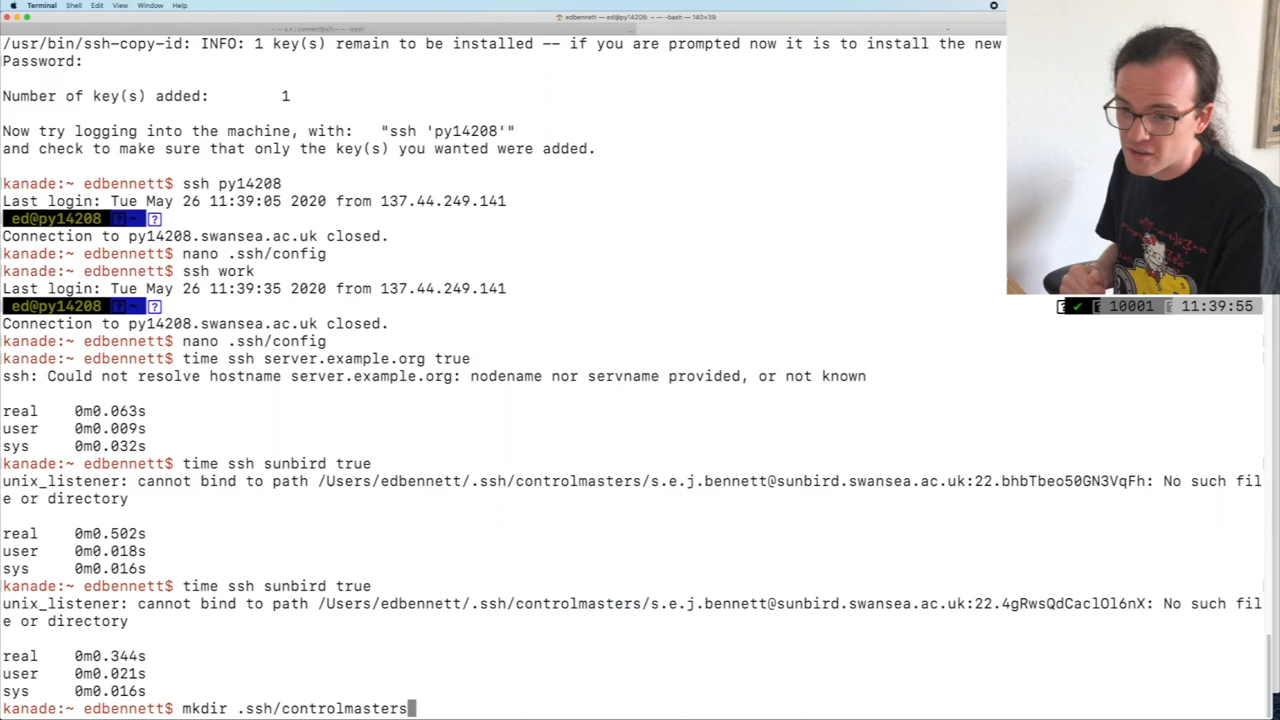 Terminal Shell Edit View Window Help
edbennett — ed@py14208: ~ — -bash — 140×39
/usr/bin/ssh-copy-id: INFO: 1 key(s) remain to be installed -- if you are prompted now it is to install the new
Password:
Number of key(s) added: 1
Now try logging into the machine, with: "ssh 'py14208'"
and check to make sure that only the key(s) you wanted were added.
kanade:~ edbennett$ ssh py14208
Last login: Tue May 26 11:39:05 2020 from 137.44.249.141
ed@py14208 ? ~ ?
Connection to py14208.swansea.ac.uk closed.
kanade:~ edbennett$ nano .ssh/config
kanade:~ edbennett$ ssh work
Last login: Tue May 26 11:39:35 2020 from 137.44.249.141
ed@py14208 ? ~ ? ? ✔ ? 10001 ? 11:39:55
Connection to py14208.swansea.ac.uk closed.
kanade:~ edbennett$ nano .ssh/config
kanade:~ edbennett$ time ssh server.example.org true
ssh: Could not resolve hostname server.example.org: nodename nor servname provided, or not known
real 0m0.063s
user 0m0.009s
sys 0m0.032s
kanade:~ edbennett$ time ssh sunbird true
unix_listener: cannot bind to path /Users/edbennett/.ssh/controlmasters/s.e.j.bennett@sunbird.swansea.ac.uk:22.bhbTbeo50GN3VqFh: No such fil
e or directory
real 0m0.502s
user 0m0.018s
sys 0m0.016s
kanade:~ edbennett$ time ssh sunbird true
unix_listener: cannot bind to path /Users/edbennett/.ssh/controlmasters/s.e.j.bennett@sunbird.swansea.ac.uk:22.4gRwsQdCaclOl6nX: No such fil
e or directory
real 0m0.344s
user 0m0.021s
sys 0m0.016s
kanade:~ edbennett$ mkdir .ssh/controlmasters